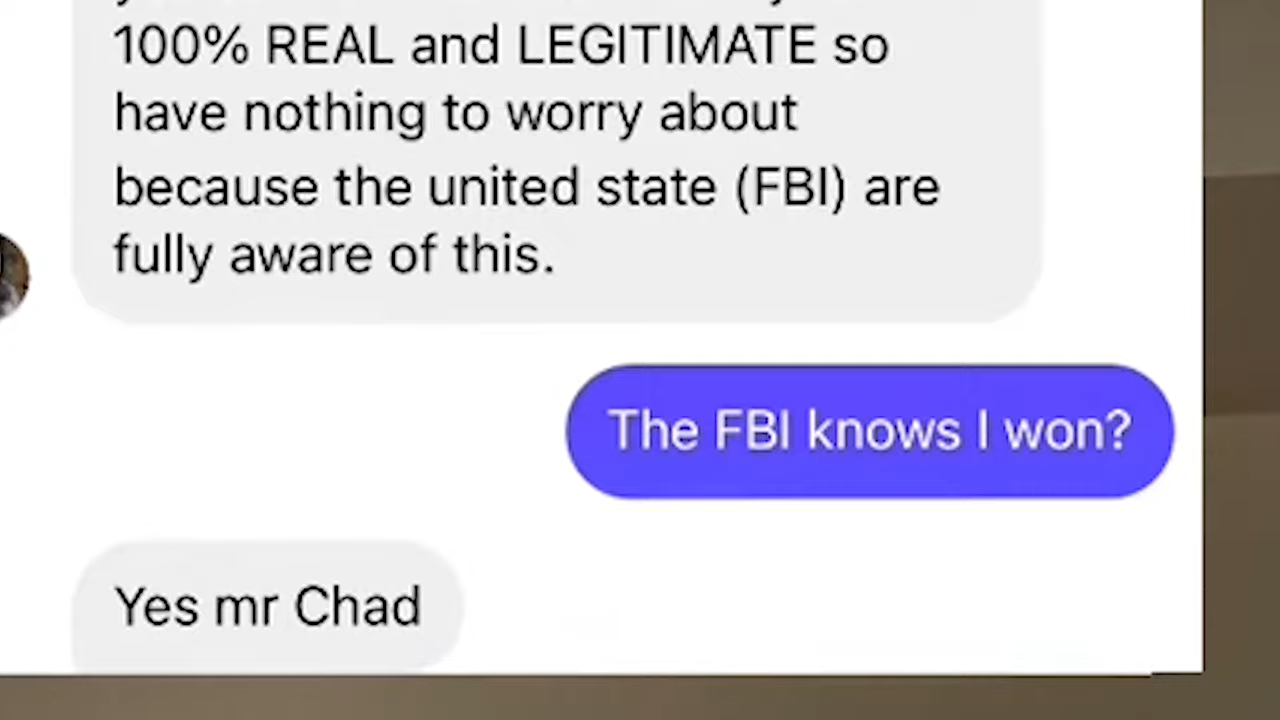 100% REAL and LEGITIMATE so
have nothing to worry about
because the united state (FBI) are
fully aware of this.
The FBI knows I won?
Yes mr Chad